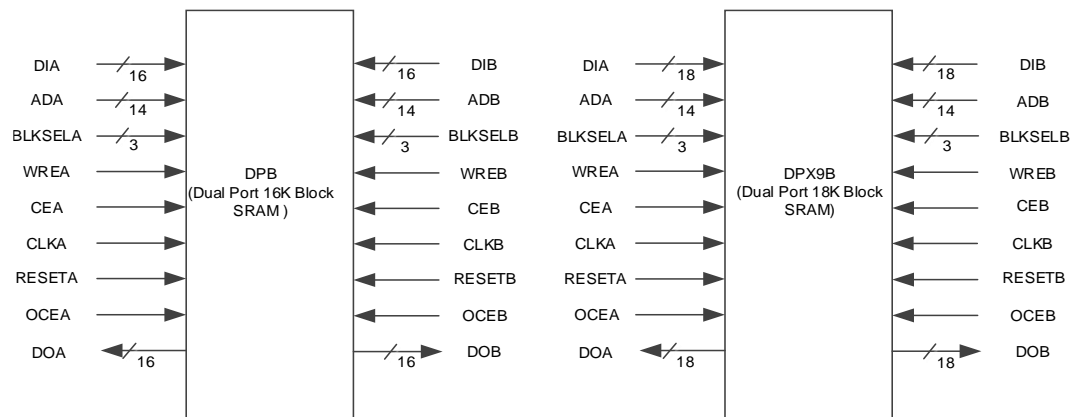 DIA 16 16 DIB
ADA 14 14 ADB
BLKSELA 3 3 BLKSELB
WREA WREB
DPB
(Dual Port 16K Block
SRAM )
CEA CEB
CLKA CLKB
RESETA RESETB
OCEA OCEB
DOA 16 16 DOB
DIA 18 18 DIB
ADA 14 14 ADB
BLKSELA 3 3 BLKSELB
WREA WREB
DPX9B
(Dual Port 18K Block
SRAM)
CEA CEB
CLKA CLKB
RESETA RESETB
OCEA OCEB
DOA 18 18 DOB